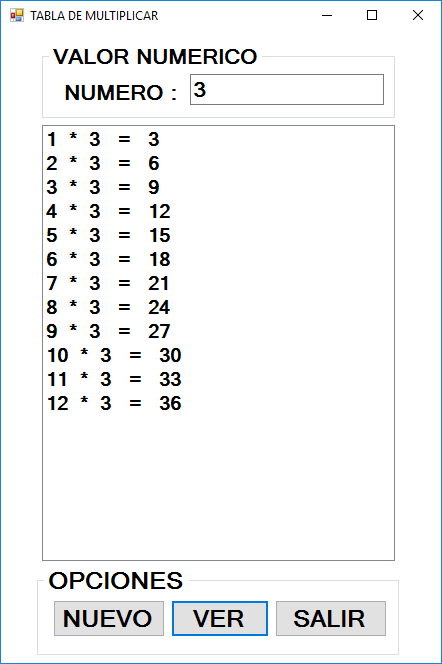 TABLA DE MULTIPLICAR
VALOR NUMERICO
NUMERO : 3
1 * 3 = 3
2 * 3 = 6
3 * 3 = 9
4 * 3 = 12
5 * 3 = 15
6 * 3 = 18
7 * 3 = 21
8 * 3 = 24
9 * 3 = 27
10 * 3 = 30
11 * 3 = 33
12 * 3 = 36
OPCIONES
NUEVO VER SALIR